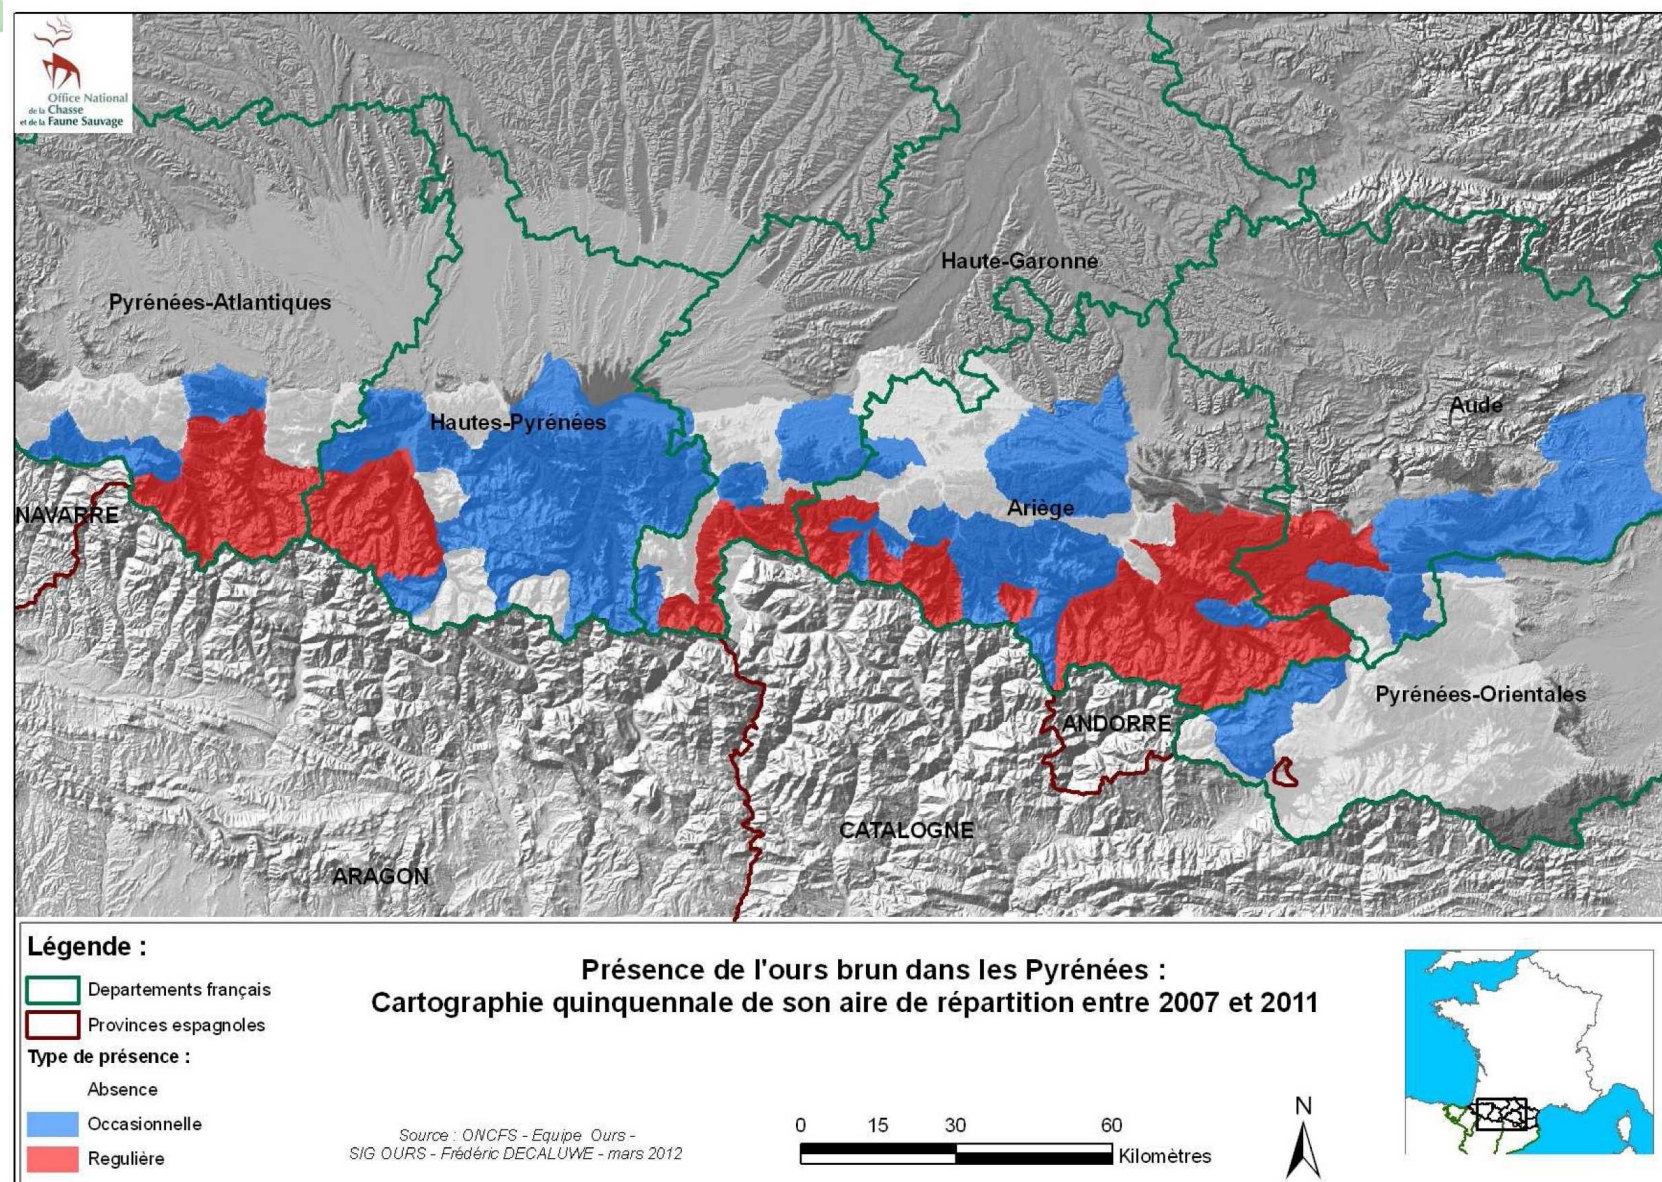 Office National
de la Chasse
et de la Faune Sauvage
Haute-Garonne
Pyrénées-Atlantiques
Aude
Hautes-Pyrénées
Ariège
NAVARRE
Pyrénées-Orientales
ANDORRE
CATALOGNE
ARAGON
Légende :
Departements français
Provinces espagnoles
Type de présence :
Absence
Occasionnelle
Regulière
Présence de l'ours brun dans les Pyrénées :
Cartographie quinquennale de son aire de répartition entre 2007 et 2011
Source : ONCFS - Equipe Ours -
SIG OURS - Frédéric DECALUWE - mars 2012
0 15 30 60
Kilomètres
N